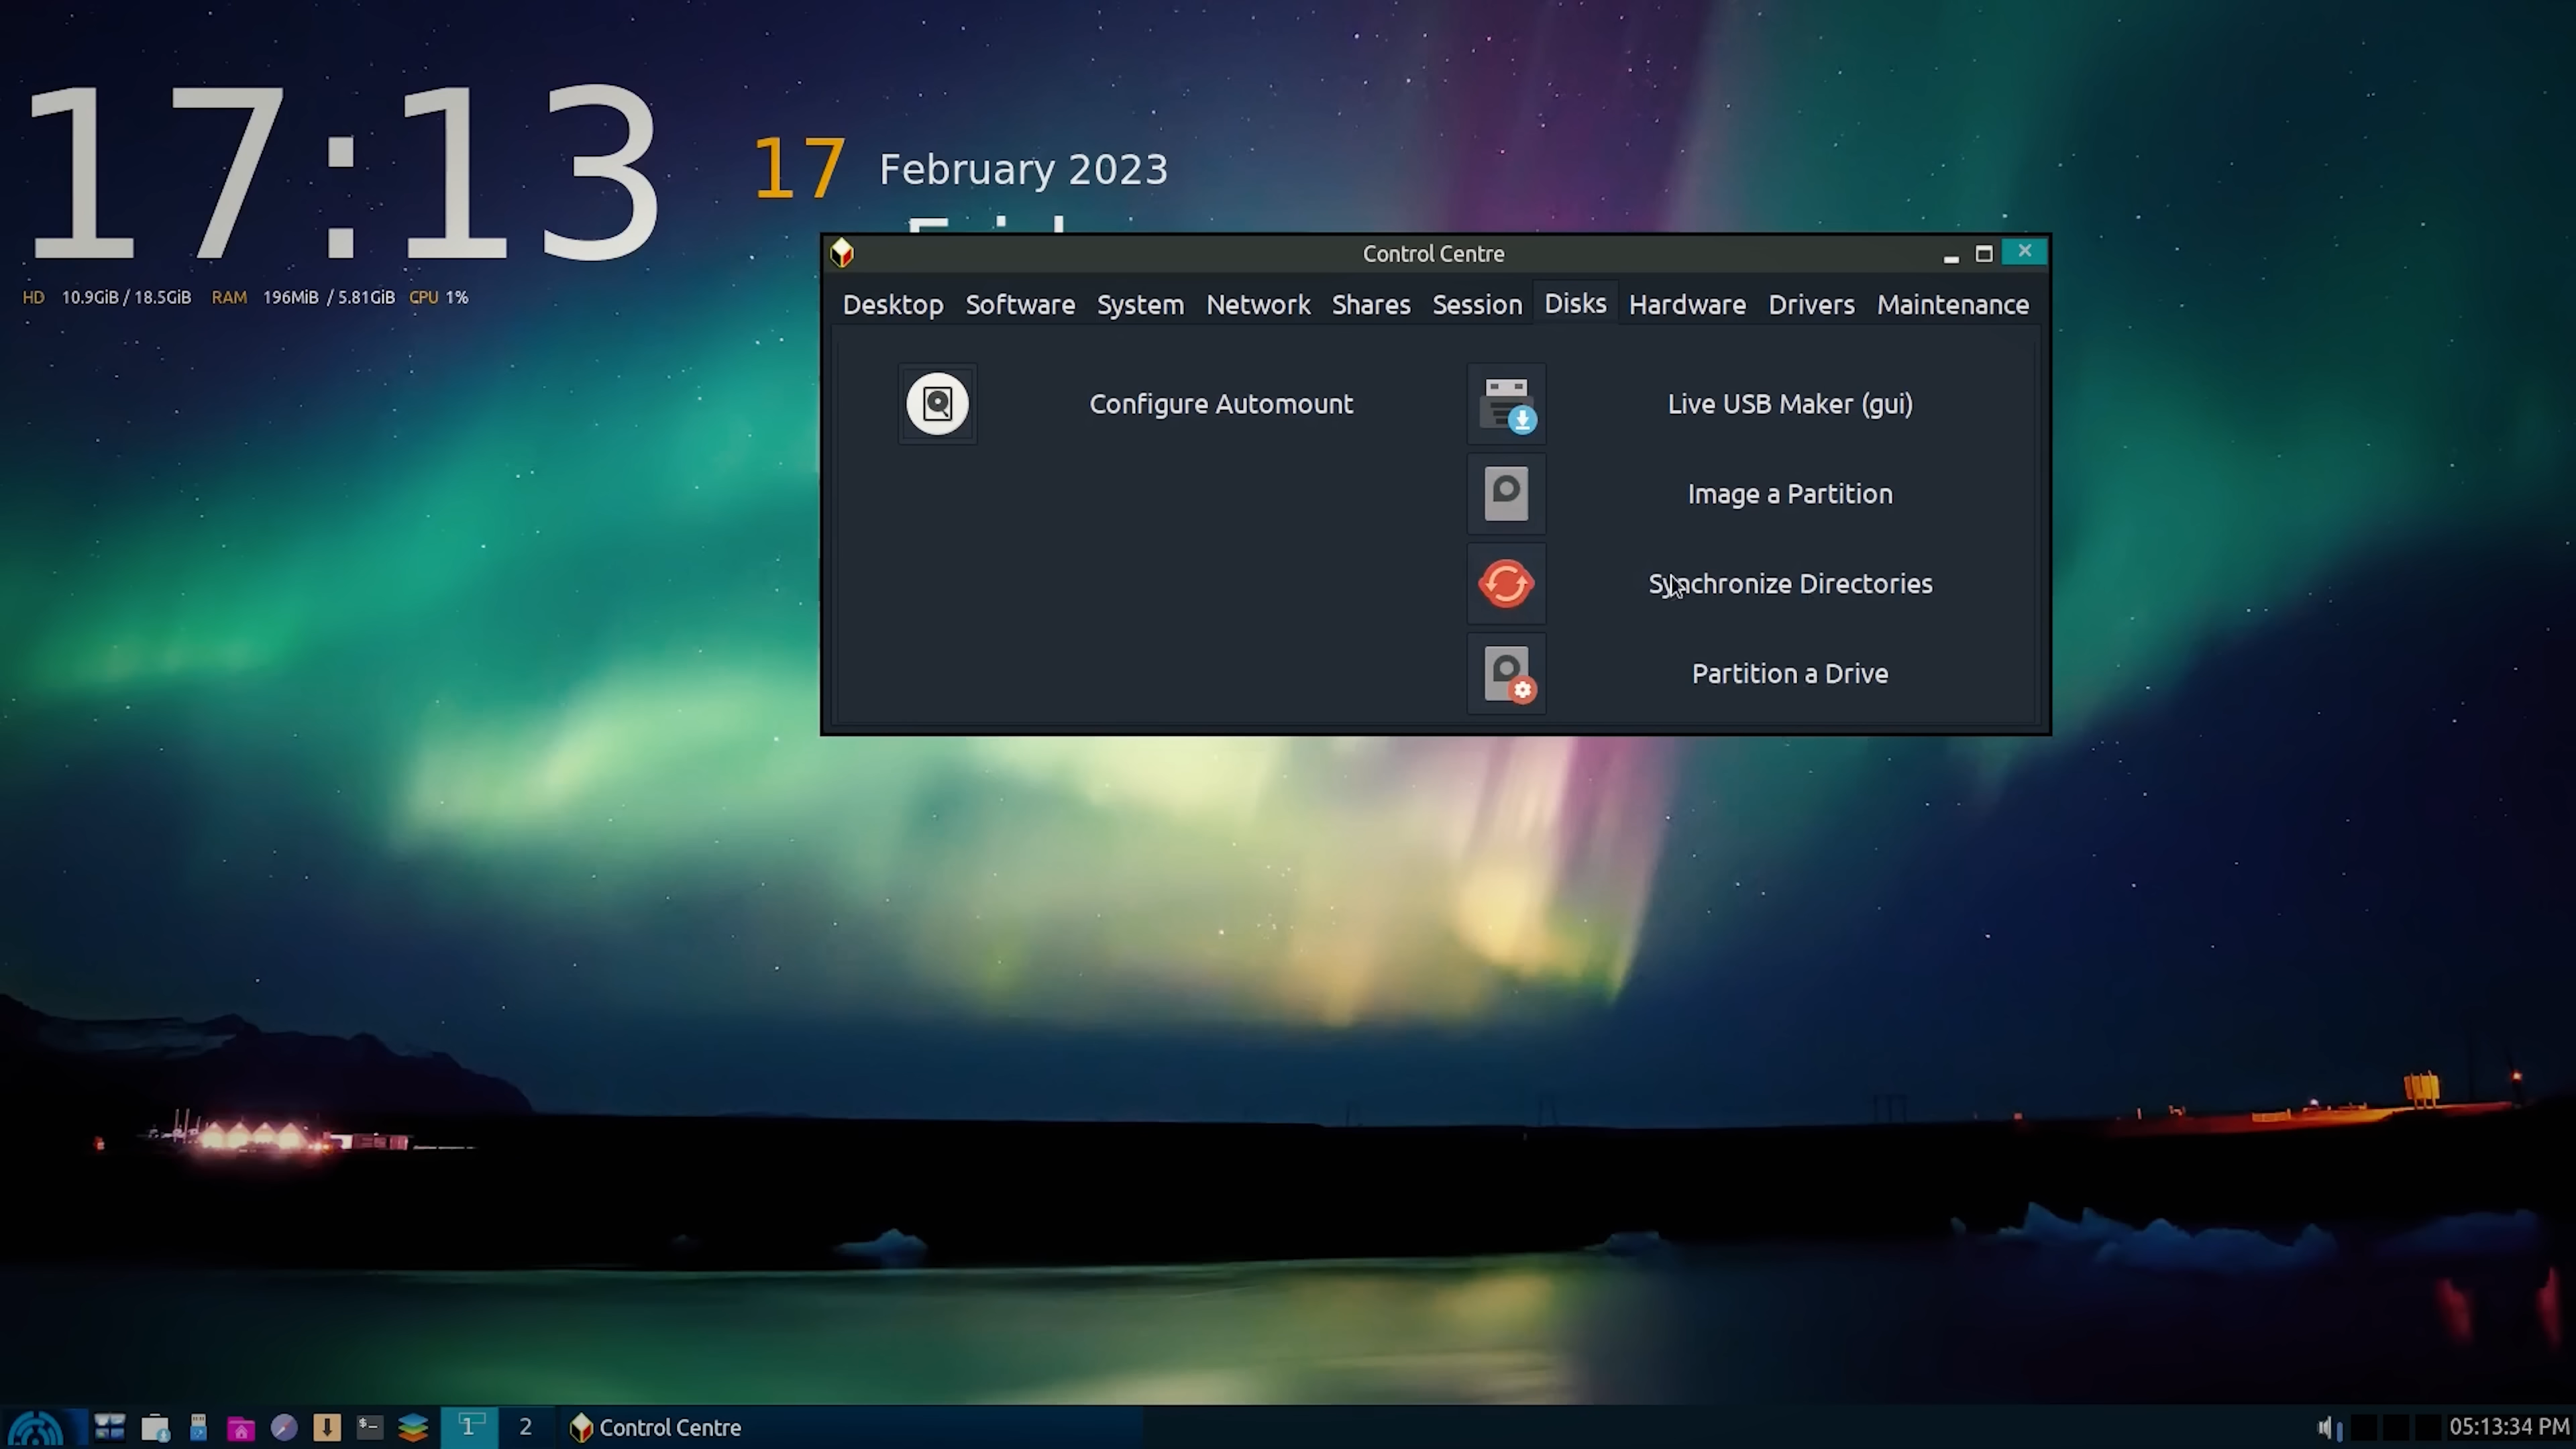 17:13
17 February 2023
HD 10.9GiB / 18.5GiB RAM 196MiB / 5.81GiB CPU 1%
Control Centre
Desktop Software System Network Shares Session Disks Hardware Drivers Maintenance
Configure Automount
Live USB Maker (gui)
Image a Partition
Synchronize Directories
Partition a Drive
1 2 Control Centre 05:13:34 PM